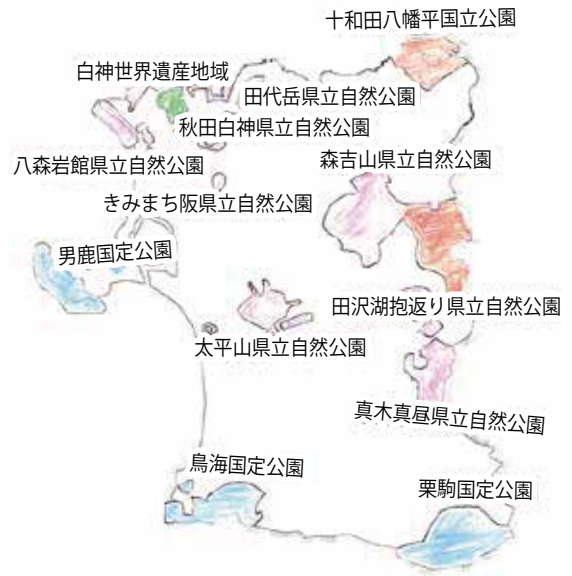 十和田八幡平国立公園
白神世界遺産地域
田代岳県立自然公園
秋田白神県立自然公園
八森岩館県立自然公園
森吉山県立自然公園
きみまち阪県立自然公園
男鹿国定公園
田沢湖抱返り県立自然公園
太平山県立自然公園
真木真昼県立自然公園
鳥海国定公園
栗駒国定公園